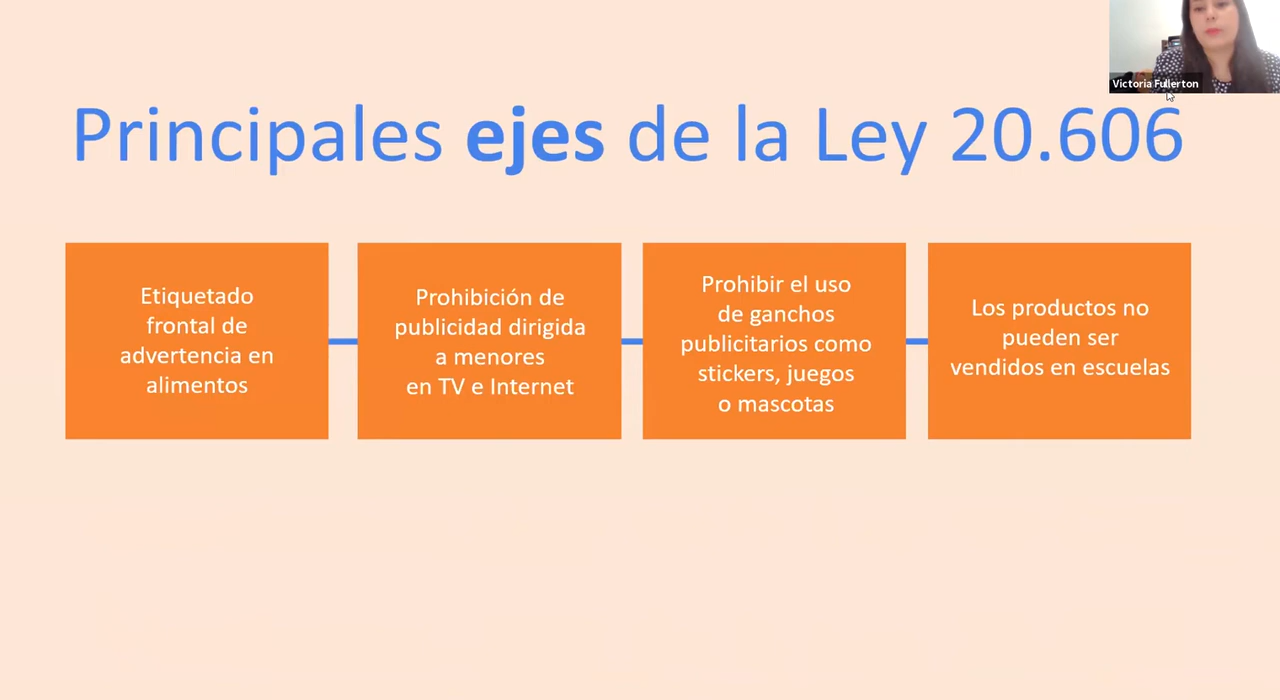 Victoria Fullerton
Principales ejes de la Ley 20.606
Etiquetado
frontal de
advertencia en
alimentos
Prohibición de
publicidad dirigida
a menores
en TV e Internet
Prohibir el uso
de ganchos
publicitarios como
stickers, juegos
o mascotas
Los productos no
pueden ser
vendidos en escuelas